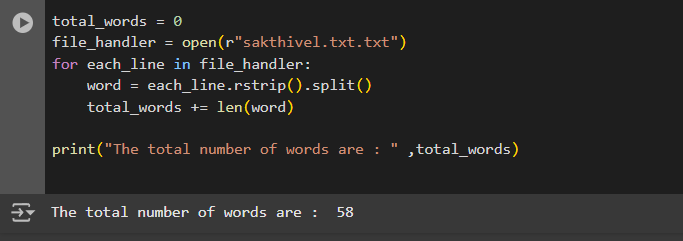 total_words = 0
file_handler = open(r"sakthivel.txt.txt")
for each_line in file_handler:
    word = each_line.rstrip().split()
    total_words += len(word)

print("The total number of words are : " ,total_words)

The total number of words are :  58